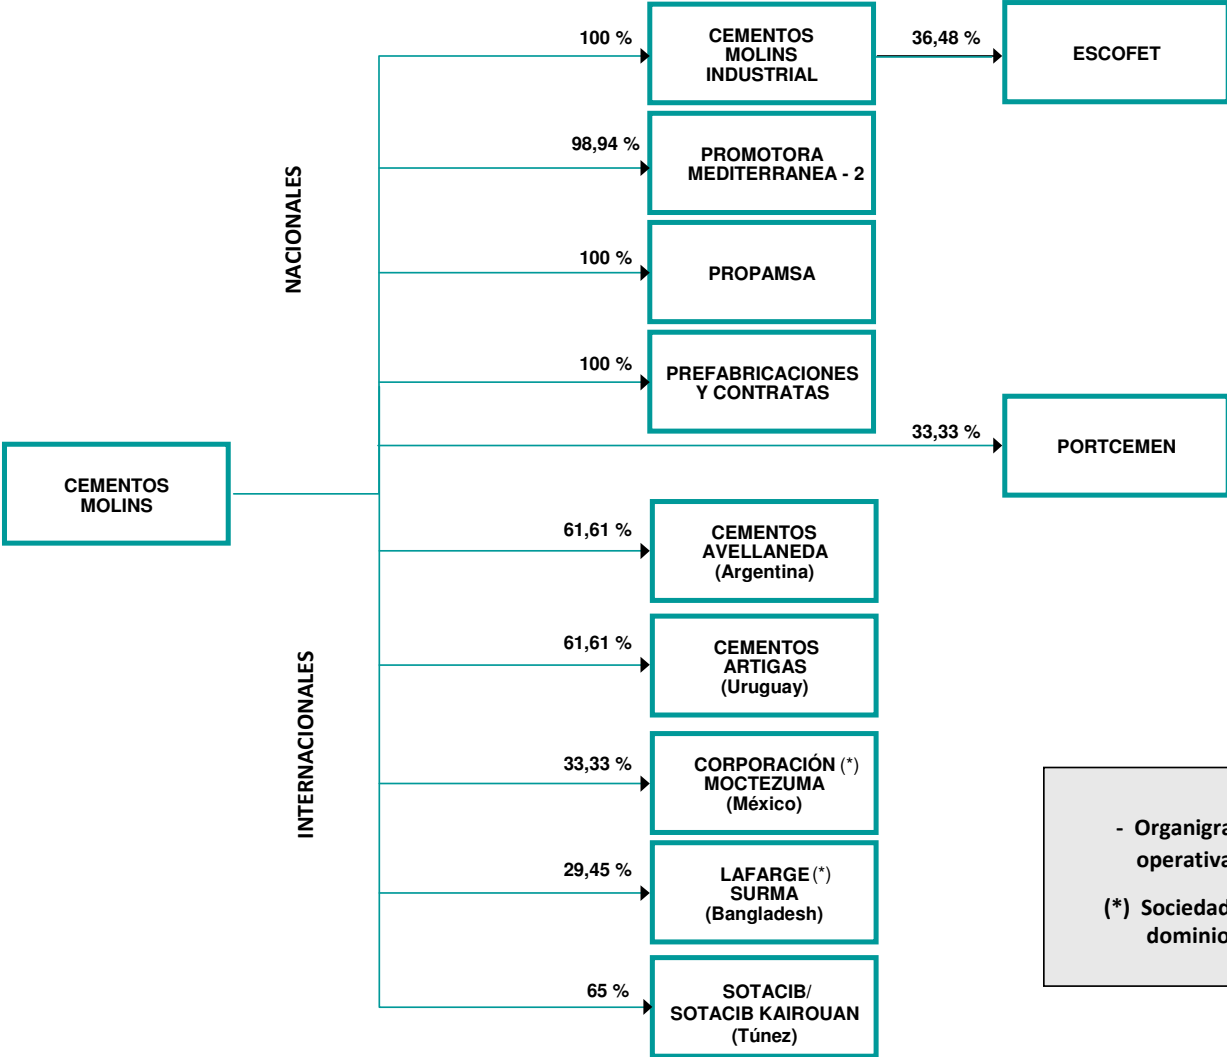 100 %
CEMENTOS
MOLINS
INDUSTRIAL
36,48 %
ESCOFET
98,94 %
PROMOTORA
MEDITERRANEA - 2
NACIONALES
100 %
PROPAMSA
100 %
PREFABRICACIONES
Y CONTRATAS
33,33 %
PORTCEMEN
CEMENTOS
MOLINS
61,61 %
CEMENTOS
AVELLANEDA
(Argentina)
61,61 %
CEMENTOS
ARTIGAS
(Uruguay)
INTERNACIONALES
33,33 %
CORPORACIÓN (*)
MOCTEZUMA
(México)
29,45 %
LAFARGE (*)
SURMA
(Bangladesh)
65 %
SOTACIB/
SOTACIB KAIROUAN
(Túnez)
- Organigra
operativa
(*) Sociedad
dominio